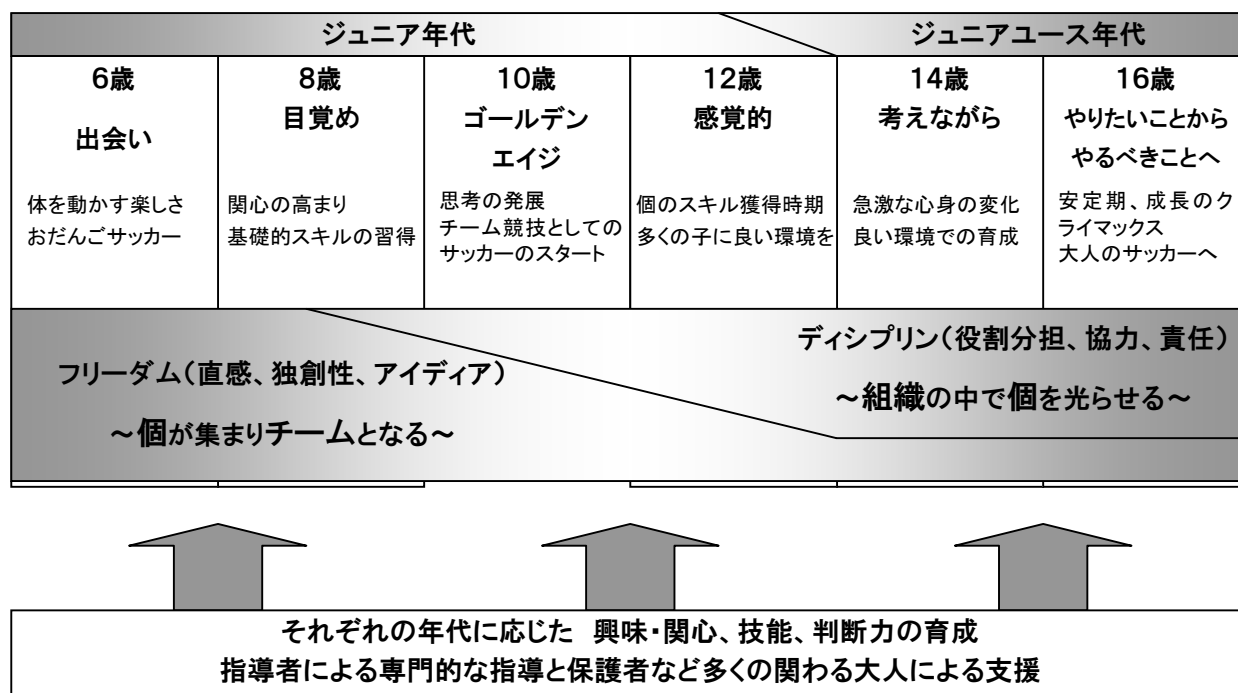 ジュニア年代
ジュニアユース年代
6歳
出会い
体を動かす楽しさ
おだんごサッカー
8歳
目覚め
関心の高まり
基礎的スキルの習得
10歳
ゴールデン
エイジ
思考の発展
チーム競技としての
サッカーのスタート
12歳
感覚的
個のスキル獲得時期
多くの子に良い環境を
14歳
考えながら
急激な心身の変化
良い環境での育成
16歳
やりたいことから
やるべきことへ
安定期、成長のク
ライマックス
大人のサッカーへ
フリーダム（直感、独創性、アイディア）
～個が集まりチームとなる～
ディシプリン（役割分担、協力、責任）
～組織の中で個を光らせる～
それぞれの年代に応じた　興味・関心、技能、判断力の育成
指導者による専門的な指導と保護者など多くの関わる大人による支援